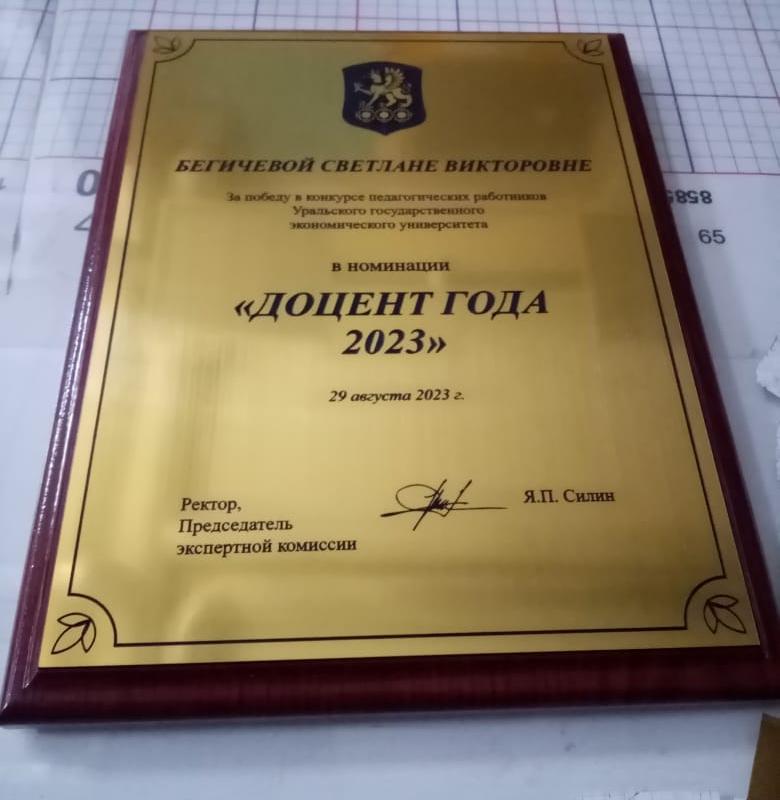 БЕГИЧЕВОЙ СВЕТЛАНЕ ВИКТОРОВНЕ
За победу в конкурсе педагогических работников
Уральского государственного
экономического университета
в номинации
«ДОЦЕНТ ГОДА
2023»
29 августа 2023 г.
Ректор,
Председатель
экспертной комиссии
Я.П. Силин
65